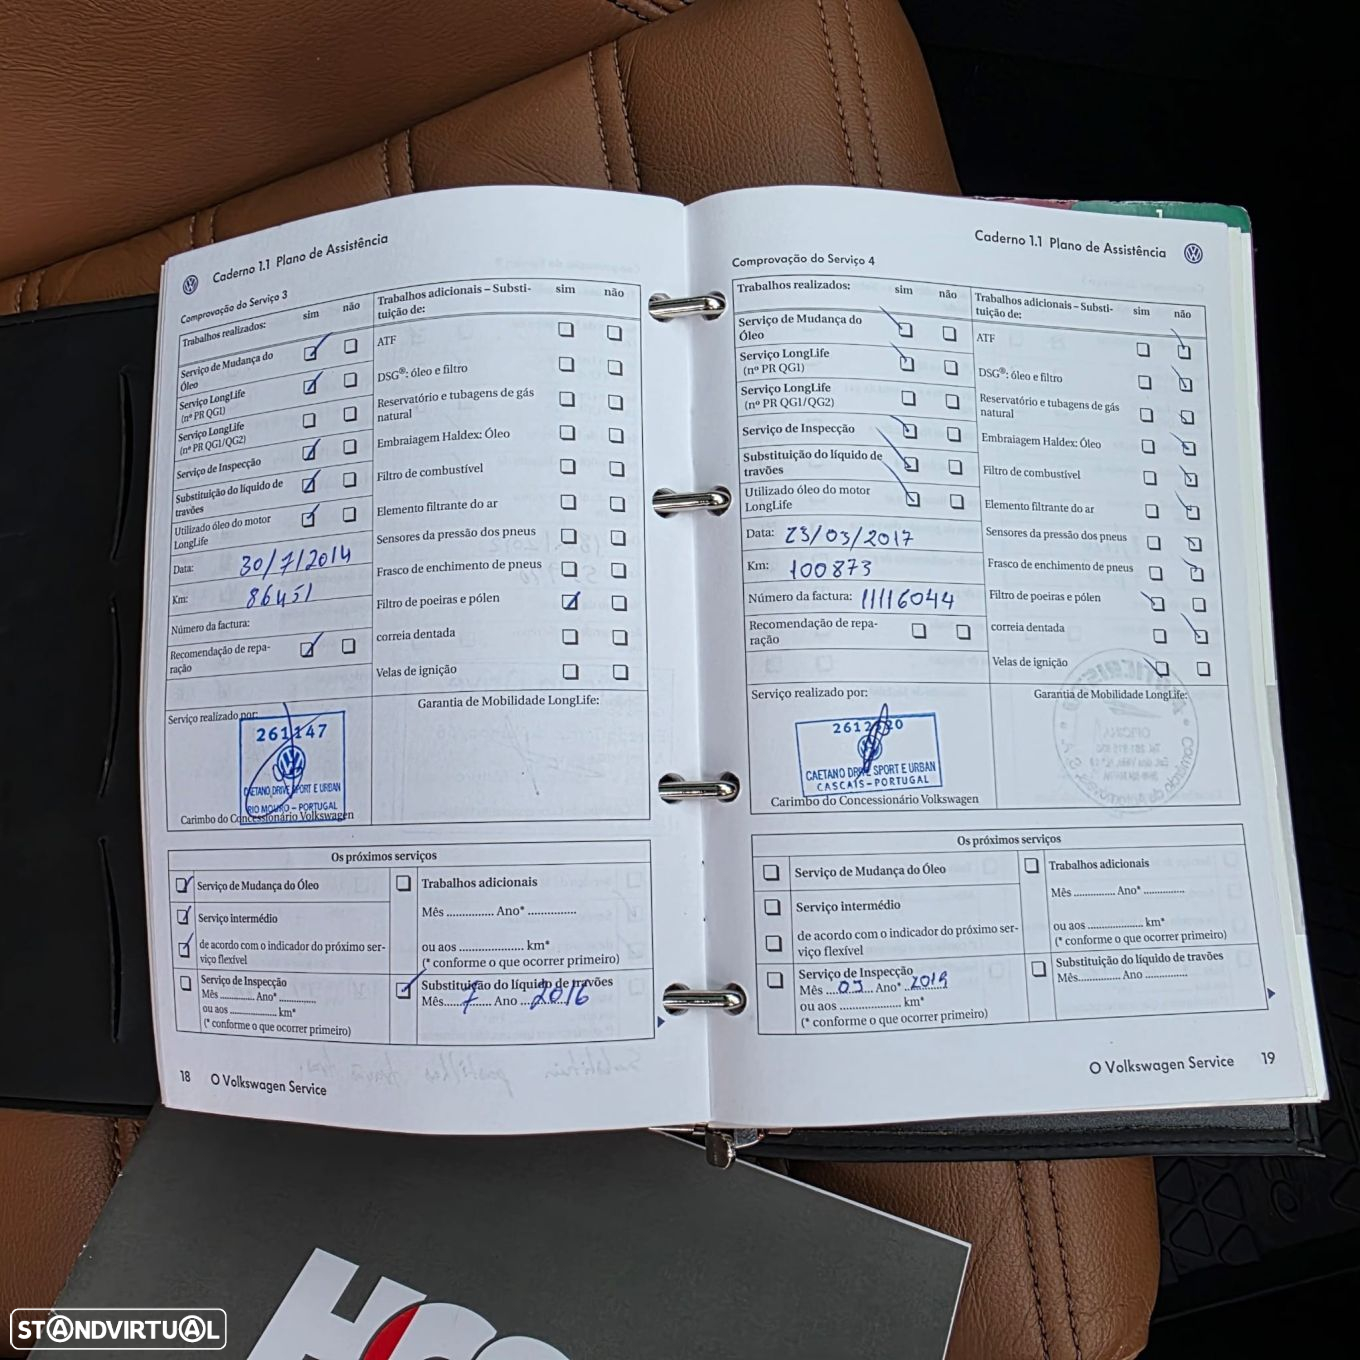 Caderno 1.1 Plano de Assistência
Comprovação do Serviço 3
Trabalhos realizados:
sim
não
Serviço de Mudança do
Óleo
Serviço LongLife
(nº PR QG1)
Serviço LongLife
(nº PR QG1/QG2)
Serviço de Inspecção
Substituição do líquido de
travões
Utilizado óleo do motor
LongLife
Data: 30/7/2014
Km: 86451
Número da factura:
Recomendação de repa-
ração
Trabalhos adicionais – Substi-
tuição de:
sim
não
ATF
DSG®: óleo e filtro
Reservatório e tubagens de gás
natural
Embraiagem Haldex: Óleo
Filtro de combustível
Elemento filtrante do ar
Sensores da pressão dos pneus
Frasco de enchimento de pneus
Filtro de poeiras e pólen
correia dentada
Velas de ignição
Serviço realizado por:
261147
CAETANO DRIVE SPORT E URBAN
RIO MOURO – PORTUGAL
Carimbo do Concessionário Volkswagen
Garantia de Mobilidade LongLife:
Os próximos serviços
Serviço de Mudança do Óleo
Serviço intermédio
de acordo com o indicador do próximo ser-
viço flexível
Serviço de Inspecção
Mês .............. Ano* ..............
ou aos .................. km*
(* conforme o que ocorrer primeiro)
Trabalhos adicionais
Mês .............. Ano* ..............
ou aos .................... km*
(* conforme o que ocorrer primeiro)
Substituição do líquido de travões
Mês 7 Ano 2016
18 O Volkswagen Service
Caderno 1.1 Plano de Assistência
1
Comprovação do Serviço 4
Trabalhos realizados:
sim
não
Serviço de Mudança do
Óleo
Serviço LongLife
(nº PR QG1)
Serviço LongLife
(nº PR QG1/QG2)
Serviço de Inspecção
Substituição do líquido de
travões
Utilizado óleo do motor
LongLife
Data: 23/03/2017
Km: 100873
Número da factura: 11116044
Recomendação de repa-
ração
Trabalhos adicionais – Substi-
tuição de:
sim
não
ATF
DSG®: óleo e filtro
Reservatório e tubagens de gás
natural
Embraiagem Haldex: Óleo
Filtro de combustível
Elemento filtrante do ar
Sensores da pressão dos pneus
Frasco de enchimento de pneus
Filtro de poeiras e pólen
correia dentada
Velas de ignição
Serviço realizado por:
CAETANO DRIVE SPORT E URBAN
CASCAIS – PORTUGAL
Carimbo do Concessionário Volkswagen
Garantia de Mobilidade LongLife:
Os próximos serviços
Serviço de Mudança do Óleo
Serviço intermédio
de acordo com o indicador do próximo ser-
viço flexível
Serviço de Inspecção
Mês 03 Ano* 2019
ou aos .................... km*
(* conforme o que ocorrer primeiro)
Trabalhos adicionais
Mês .............. Ano* ..............
ou aos .................... km*
(* conforme o que ocorrer primeiro)
Substituição do líquido de travões
Mês .............. Ano ..............
O Volkswagen Service 19
STANDVIRTUAL